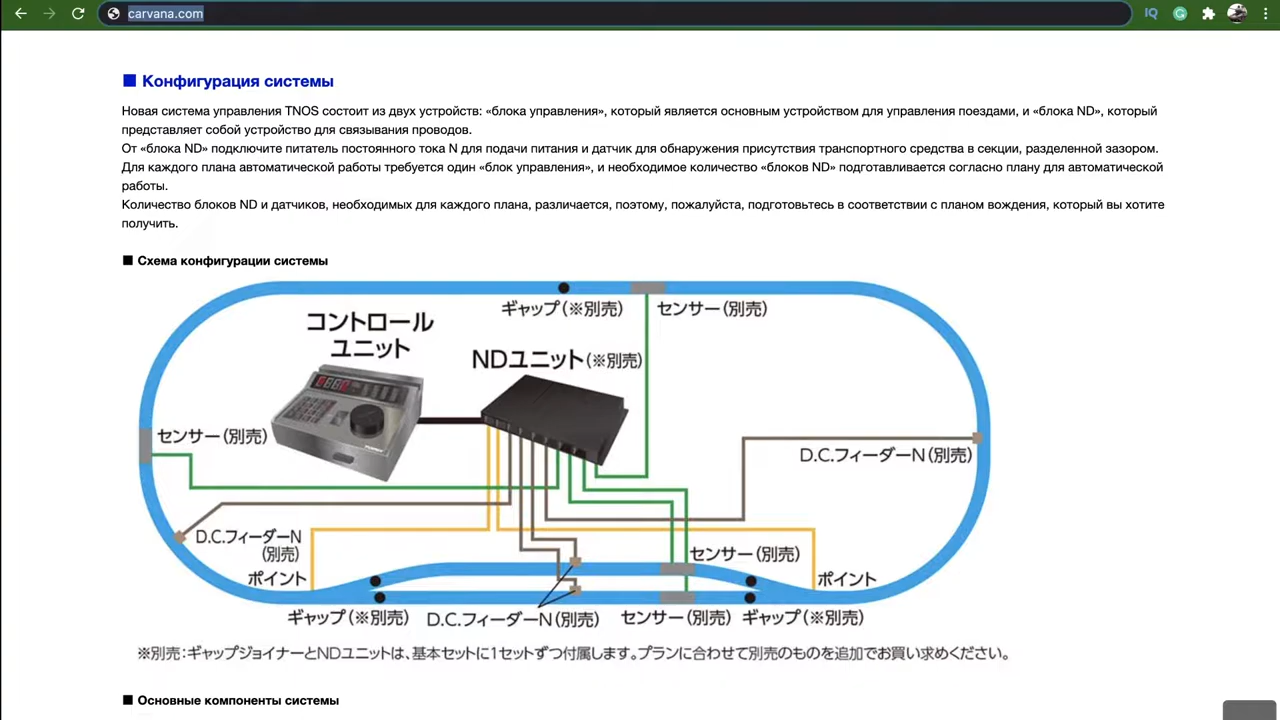 carvana.com
Конфигурация системы
Новая система управления TNOS состоит из двух устройств: «блока управления», который является основным устройством для управления поездами, и «блока ND», который
представляет собой устройство для связывания проводов.
От «блока ND» подключите питатель постоянного тока N для подачи питания и датчик для обнаружения присутствия транспортного средства в секции, разделенной зазором.
Для каждого плана автоматической работы требуется один «блок управления», и необходимое количество «блоков ND» подготавливается согласно плану для автоматической
работы.
Количество блоков ND и датчиков, необходимых для каждого плана, различается, поэтому, пожалуйста, подготовьтесь в соответствии с планом вождения, который вы хотите
получить.
Схема конфигурации системы
ギャップ(※別売)
センサー(別売)
コントロール
ユニット
NDユニット(※別売)
センサー(別売)
D.C.フィーダーN(別売)
D.C.フィーダーN
(別売)
センサー(別売)
ポイント
ポイント
ギャップ(※別売)
D.C.フィーダーN(別売)
センサー(別売)
ギャップ(※別売)
※別売:ギャップジョイナーとNDユニットは、基本セットに1セットずつ付属します。プランに合わせて別売のものを追加でお買い求めください。
Основные компоненты системы